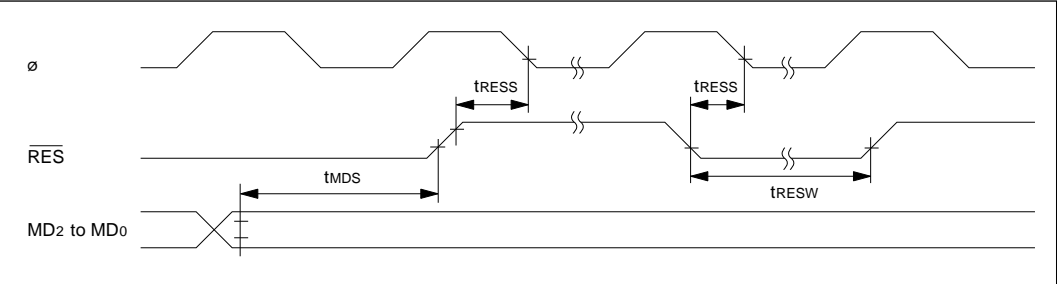 ø
tRESS
tRESS
RES
tMDS
tRESW
MD2 to MD0